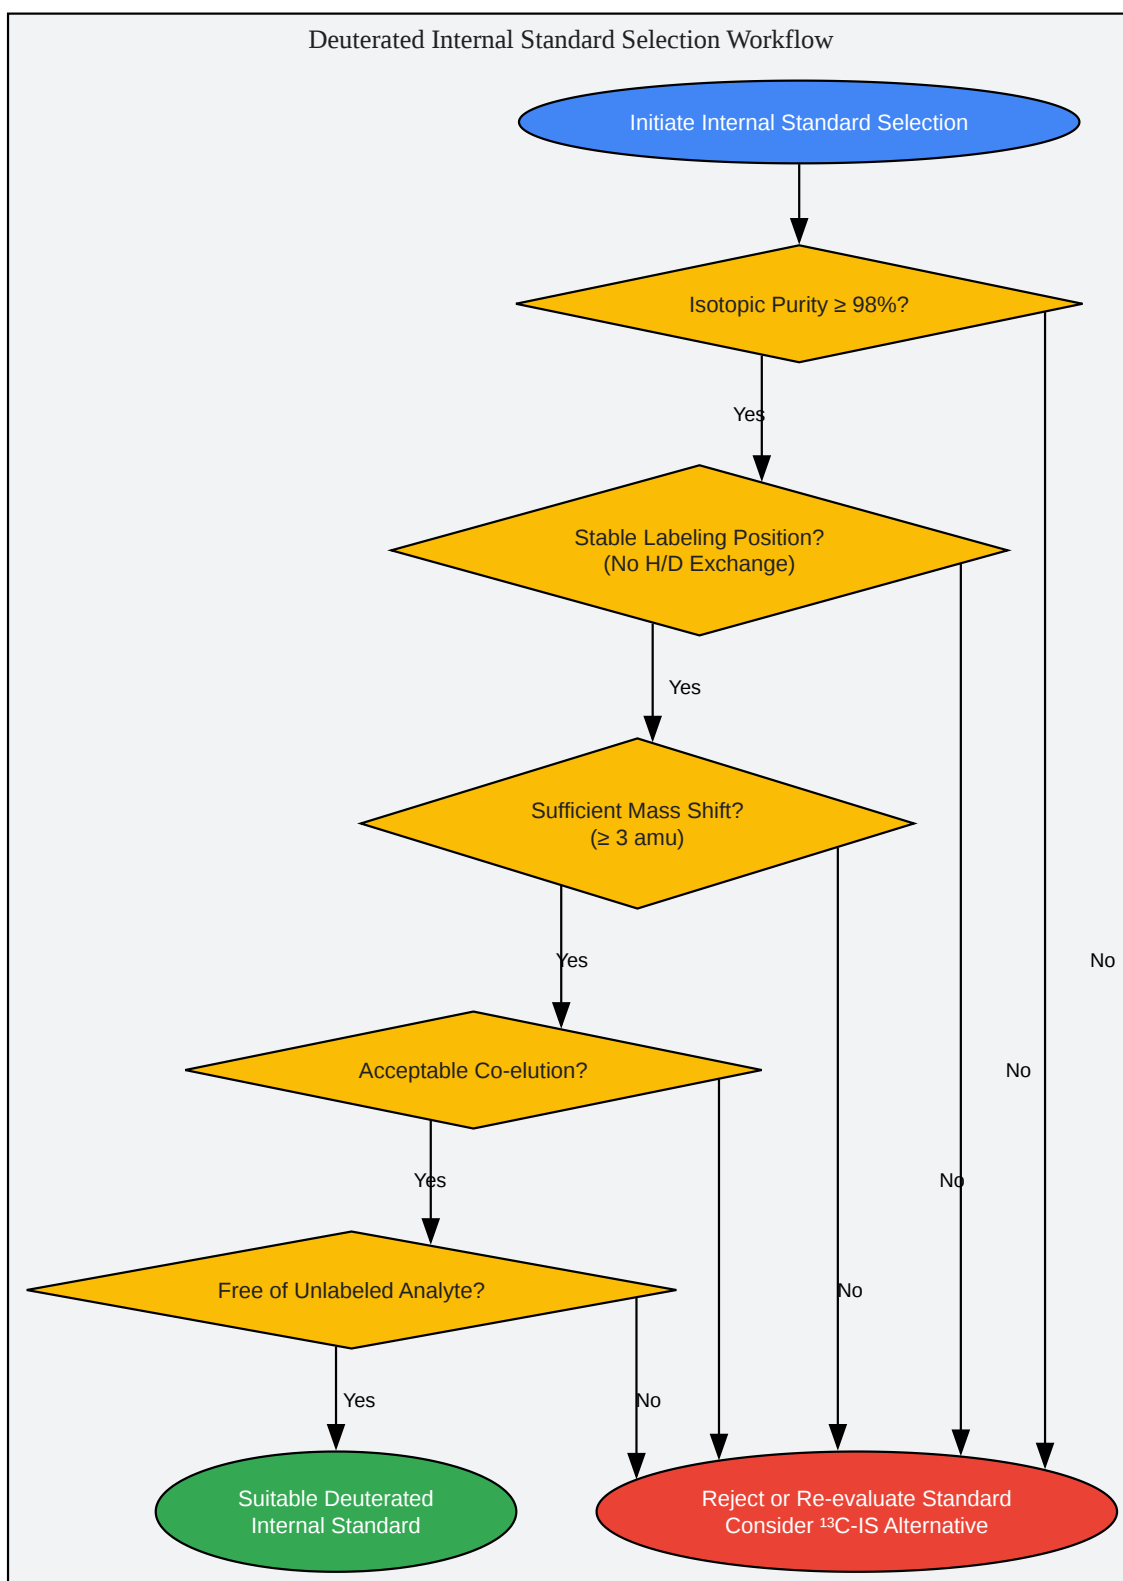 Deuterated Internal Standard Selection Workflow
Initiate Internal Standard Selection
Isotopic Purity ≥ 98%?
Yes
Stable Labeling Position?
(No H/D Exchange)
Yes
Sufficient Mass Shift?
(≥ 3 amu)
Yes
No
Acceptable Co-elution?
No
Yes
No
Free of Unlabeled Analyte?
No
Yes
No
Suitable Deuterated
Internal Standard
Reject or Re-evaluate Standard
Consider ¹³C-IS Alternative